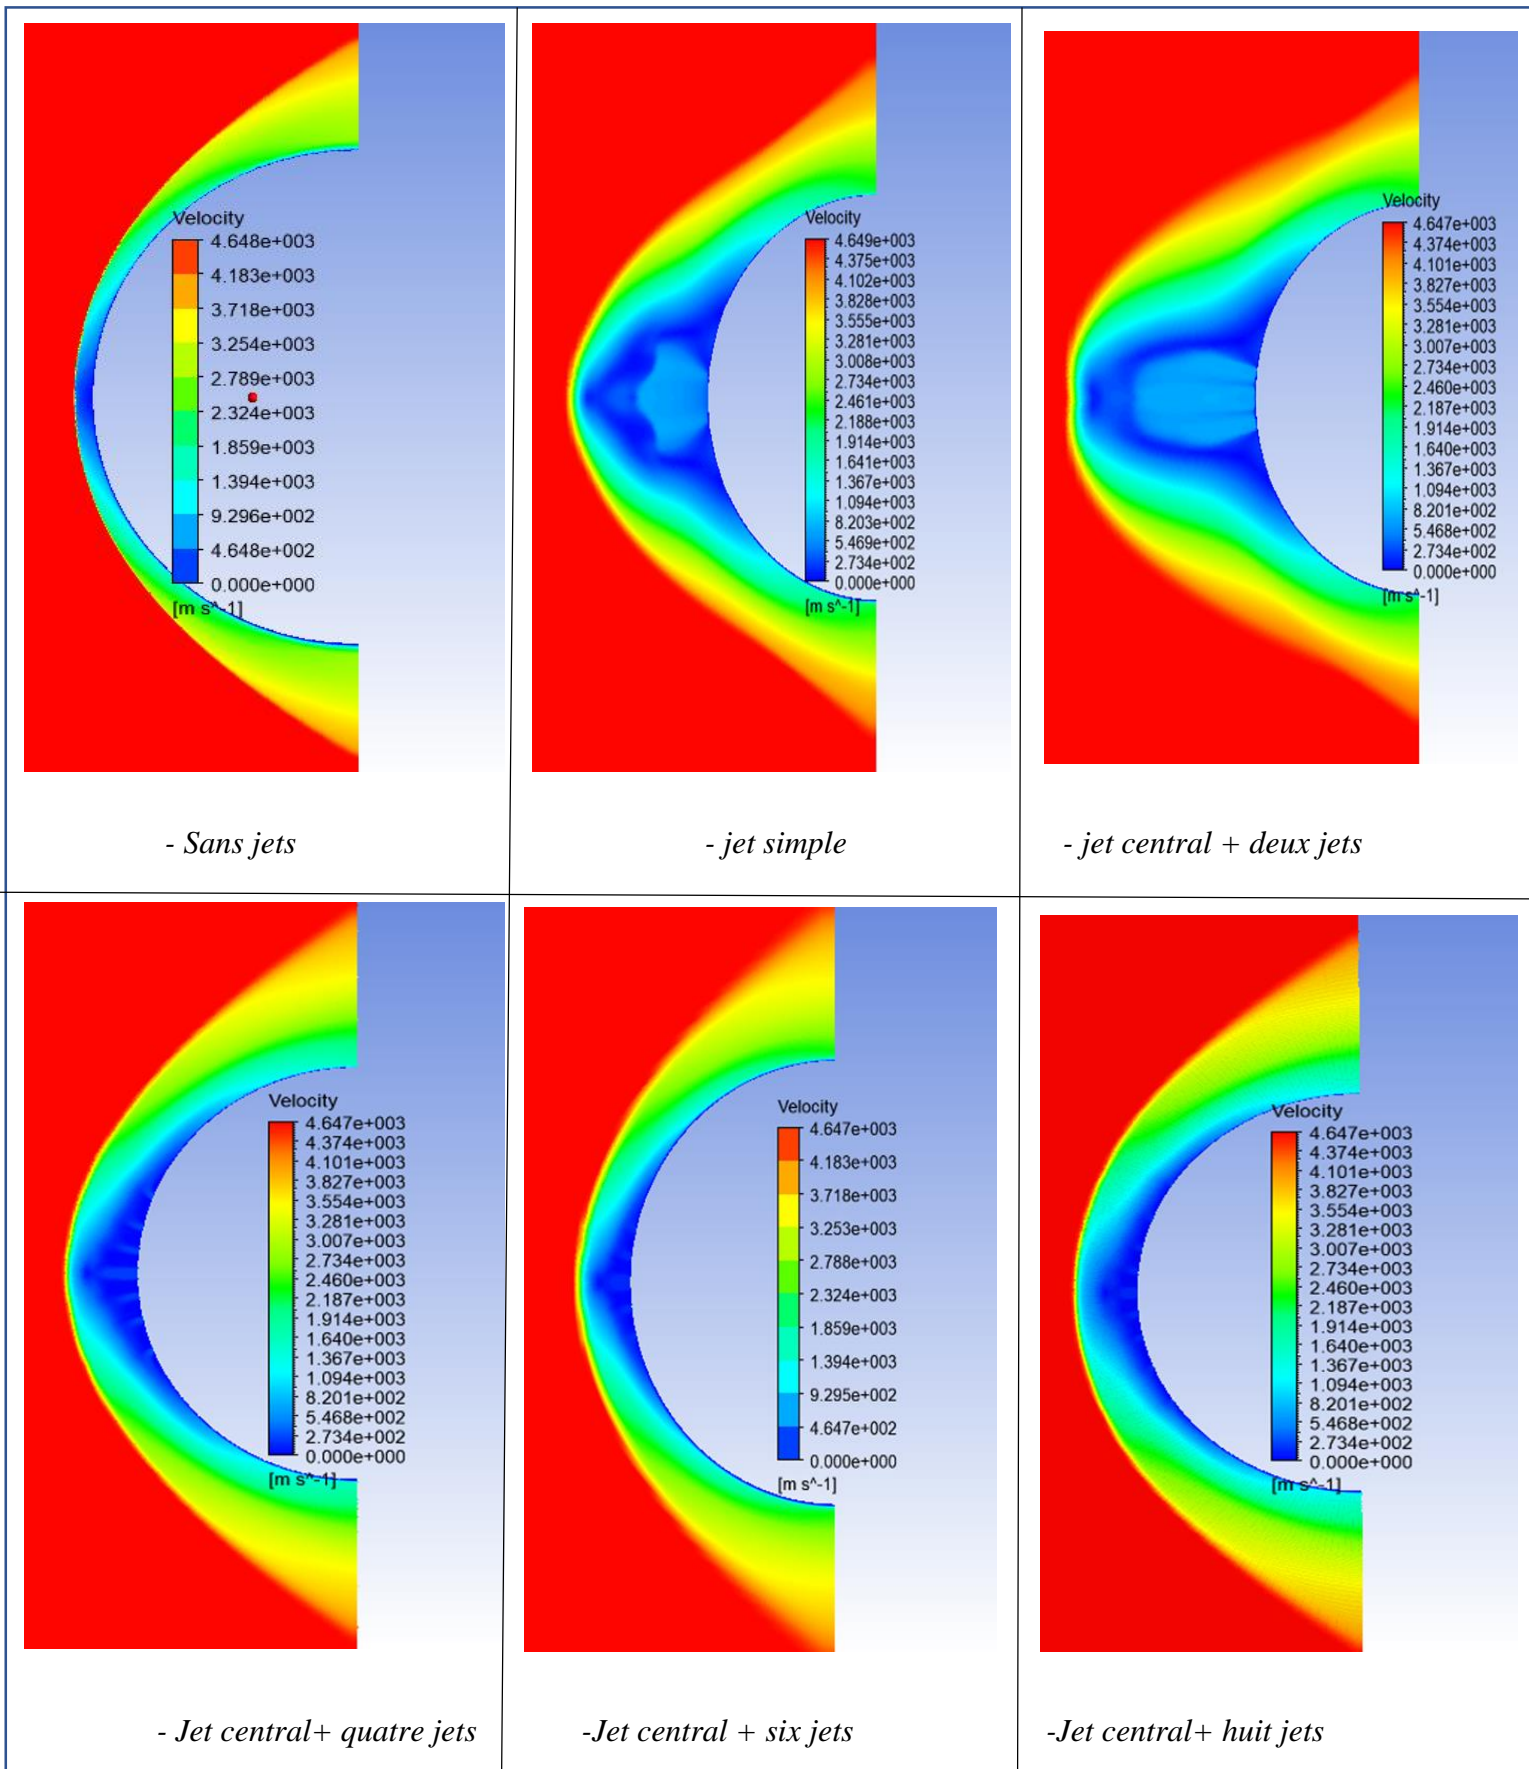 Velocity
4.648e+003
4.183e+003
3.718e+003
3.254e+003
2.789e+003
2.324e+003
1.859e+003
1.394e+003
9.296e+002
4.648e+002
0.000e+000
[m s^-1]
- Sans jets
Velocity
4.649e+003
4.375e+003
4.102e+003
3.828e+003
3.555e+003
3.281e+003
3.008e+003
2.734e+003
2.461e+003
2.188e+003
1.914e+003
1.641e+003
1.367e+003
1.094e+003
8.203e+002
5.469e+002
2.734e+002
0.000e+000
[m s^-1]
- jet simple
Velocity
4.647e+003
4.374e+003
4.101e+003
3.827e+003
3.554e+003
3.281e+003
3.007e+003
2.734e+003
2.460e+003
2.187e+003
1.914e+003
1.640e+003
1.367e+003
1.094e+003
8.201e+002
5.468e+002
2.734e+002
0.000e+000
[m s^-1]
- jet central + deux jets
Velocity
4.647e+003
4.374e+003
4.101e+003
3.827e+003
3.554e+003
3.281e+003
3.007e+003
2.734e+003
2.460e+003
2.187e+003
1.914e+003
1.640e+003
1.367e+003
1.094e+003
8.201e+002
5.468e+002
2.734e+002
0.000e+000
[m s^-1]
- Jet central+ quatre jets
Velocity
4.647e+003
4.183e+003
3.718e+003
3.253e+003
2.788e+003
2.324e+003
1.859e+003
1.394e+003
9.295e+002
4.647e+002
0.000e+000
[m s^-1]
-Jet central + six jets
Velocity
4.647e+003
4.374e+003
4.101e+003
3.827e+003
3.554e+003
3.281e+003
3.007e+003
2.734e+003
2.460e+003
2.187e+003
1.914e+003
1.640e+003
1.367e+003
1.094e+003
8.201e+002
5.468e+002
2.734e+002
0.000e+000
[m s^-1]
-Jet central+ huit jets